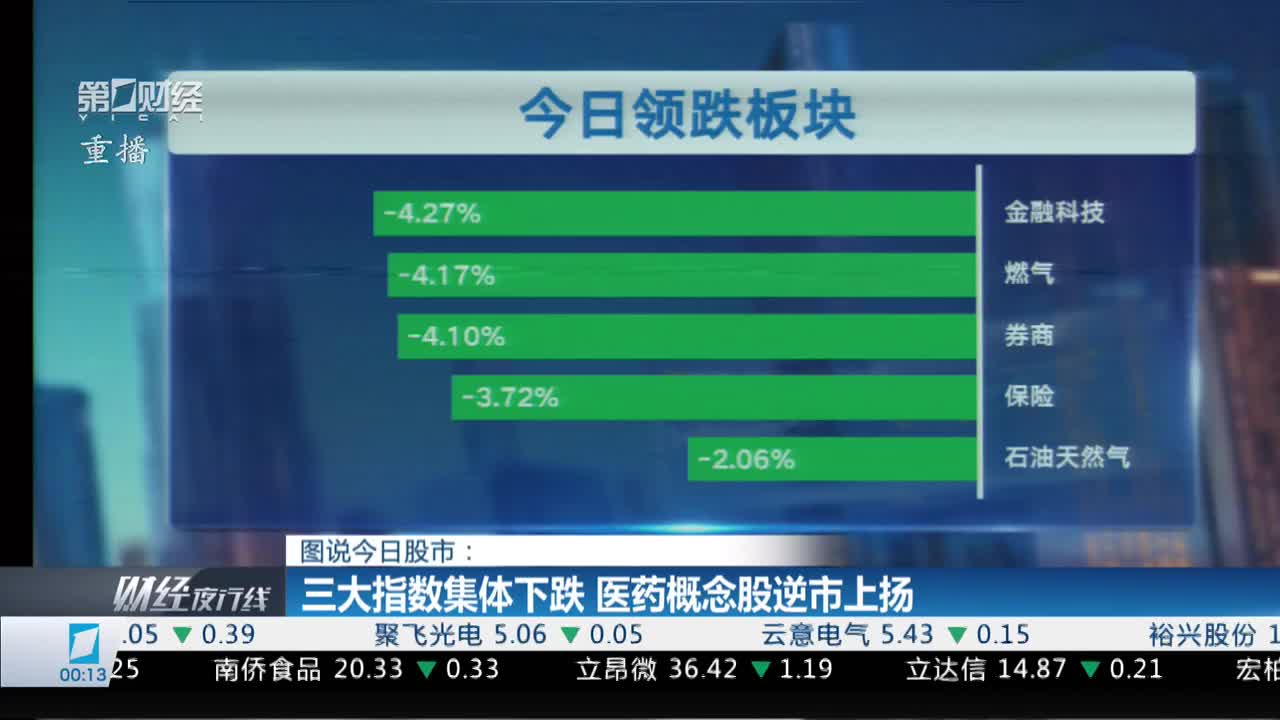 第一财经
YICAI
重播
今日领跌板块
-4.27% 金融科技
-4.17% 燃气
-4.10% 券商
-3.72% 保险
-2.06% 石油天然气
图说今日股市：
财经夜行线
三大指数集体下跌 医药概念股逆市上扬
.05 ▼ 0.39 聚飞光电 5.06 ▼ 0.05 云意电气 5.43 ▼ 0.15 裕兴股份 1
00:13
25 南侨食品 20.33 ▼ 0.33 立昂微 36.42 ▼ 1.19 立达信 14.87 ▼ 0.21 宏柏